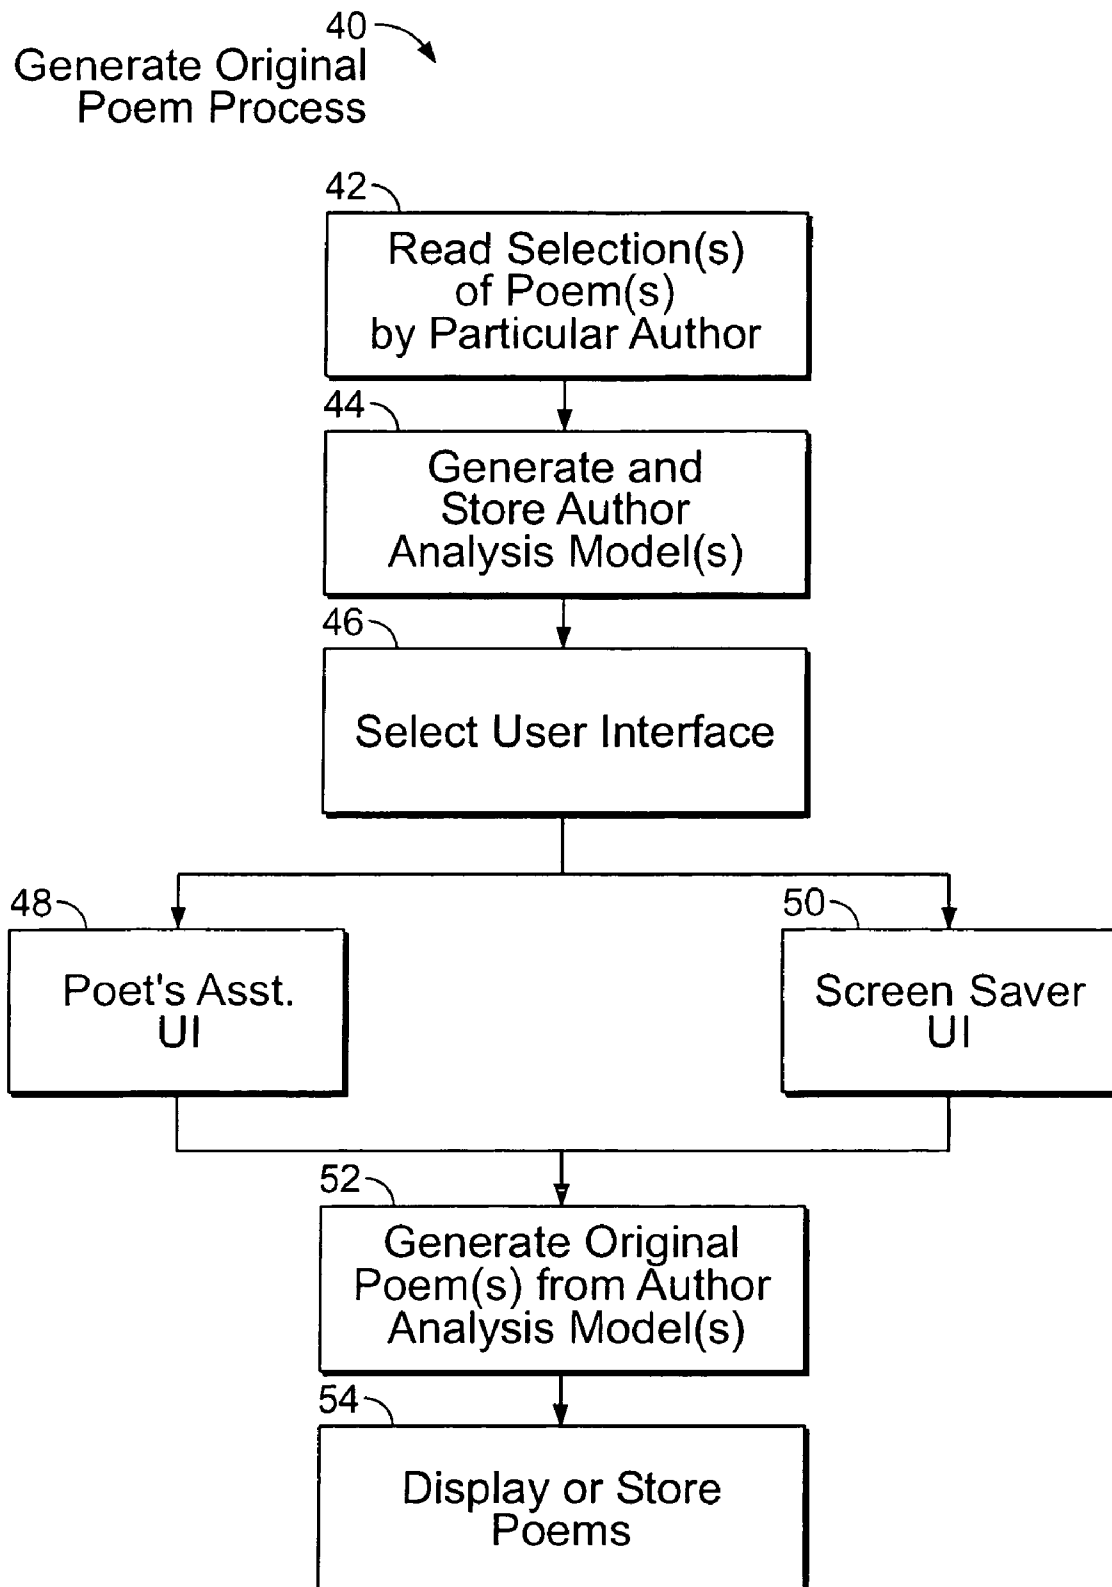 40
Generate Original
Poem Process
42
Read Selection(s)
of Poem(s)
by Particular Author
44
Generate and
Store Author
Analysis Model(s)
46
Select User Interface
48
Poet's Asst.
UI
50
Screen Saver
UI
52
Generate Original
Poem(s) from Author
Analysis Model(s)
54
Display or Store
Poems